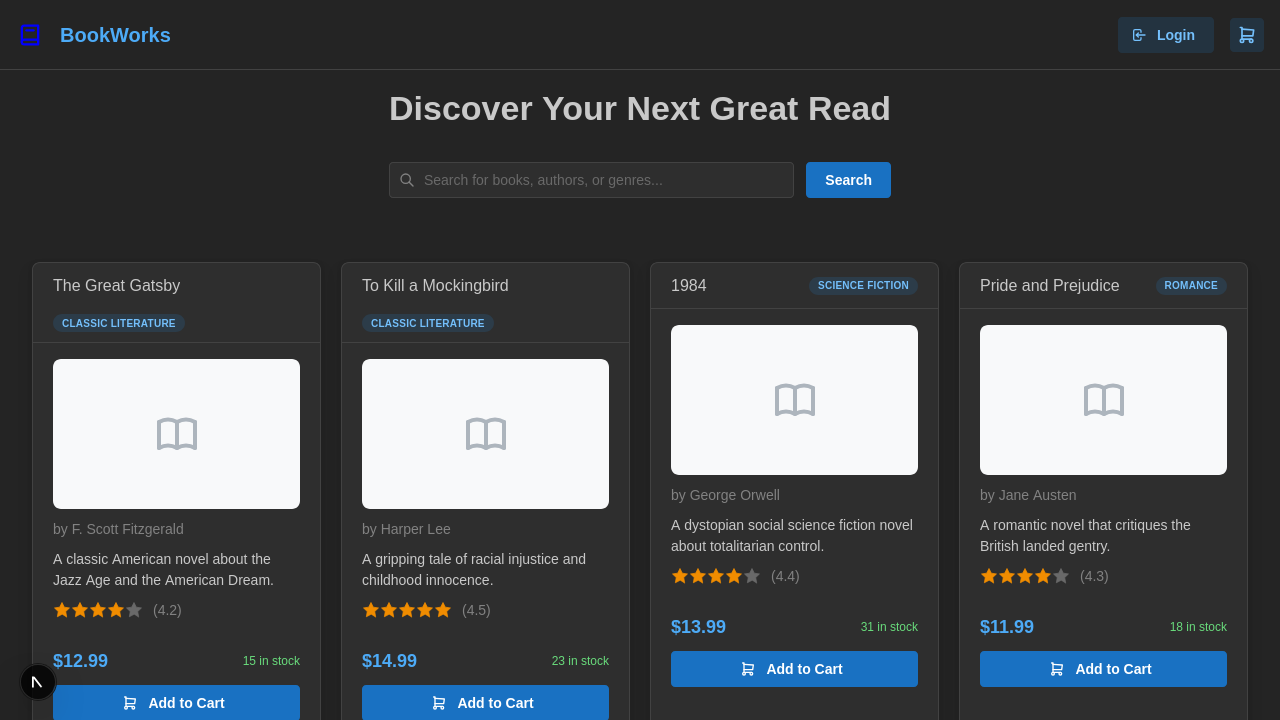 BookWorks
Login
Discover Your Next Great Read
Search for books, authors, or genres...
Search
The Great Gatsby
CLASSIC LITERATURE
by F. Scott Fitzgerald
A classic American novel about the
Jazz Age and the American Dream.
(4.2)
$12.99
15 in stock
Add to Cart
To Kill a Mockingbird
CLASSIC LITERATURE
by Harper Lee
A gripping tale of racial injustice and
childhood innocence.
(4.5)
$14.99
23 in stock
Add to Cart
1984
SCIENCE FICTION
by George Orwell
A dystopian social science fiction novel
about totalitarian control.
(4.4)
$13.99
31 in stock
Add to Cart
Pride and Prejudice
ROMANCE
by Jane Austen
A romantic novel that critiques the
British landed gentry.
(4.3)
$11.99
18 in stock
Add to Cart